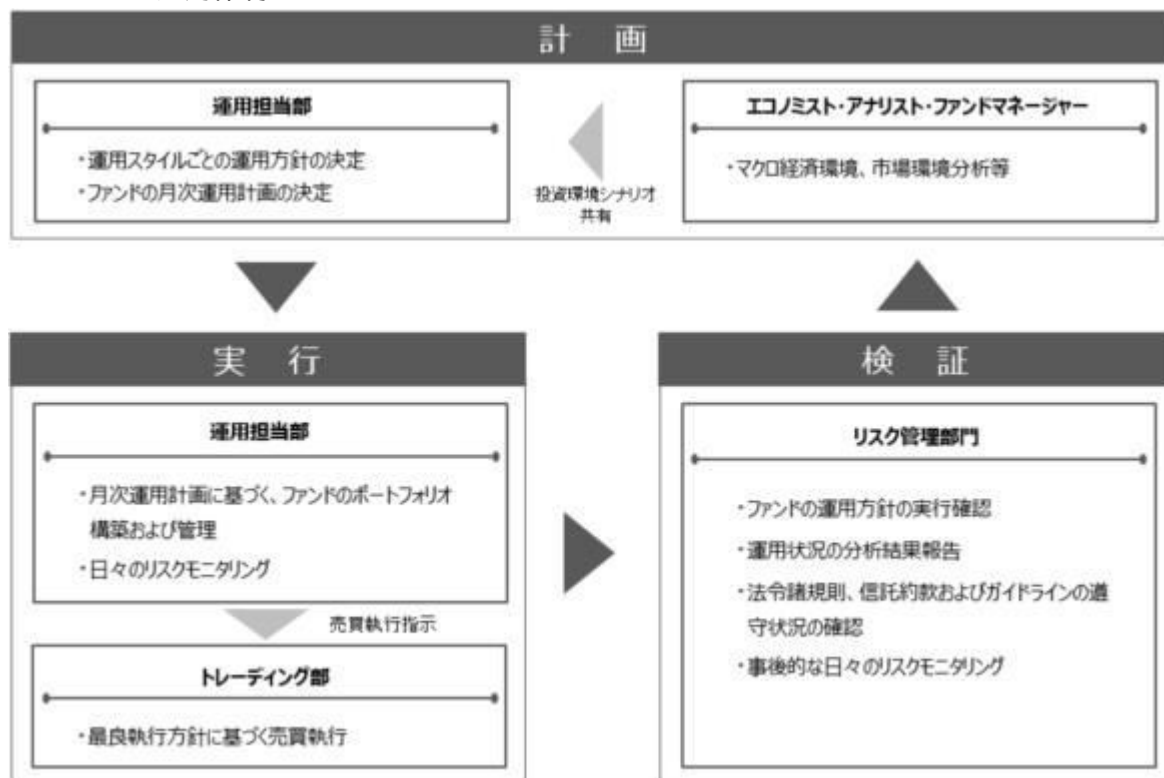 計 画
運用担当部
・運用スタイルごとの運用方針の決定
・ファンドの月次運用計画の決定
投資環境シナリオ
共有
エコノミスト・アナリスト・ファンドマネージャー
・マクロ経済環境、市場環境分析等
実 行
運用担当部
・月次運用計画に基づく、ファンドのポートフォリオ
構築および管理
・日々のリスクモニタリング
売買執行指示
トレーディング部
・最良執行方針に基づく売買執行
検 証
リスク管理部門
・ファンドの運用方針の実行確認
・運用状況の分析結果報告
・法令諸規則、信託約款およびガイドラインの遵
守状況の確認
・事後的な日々のリスクモニタリング